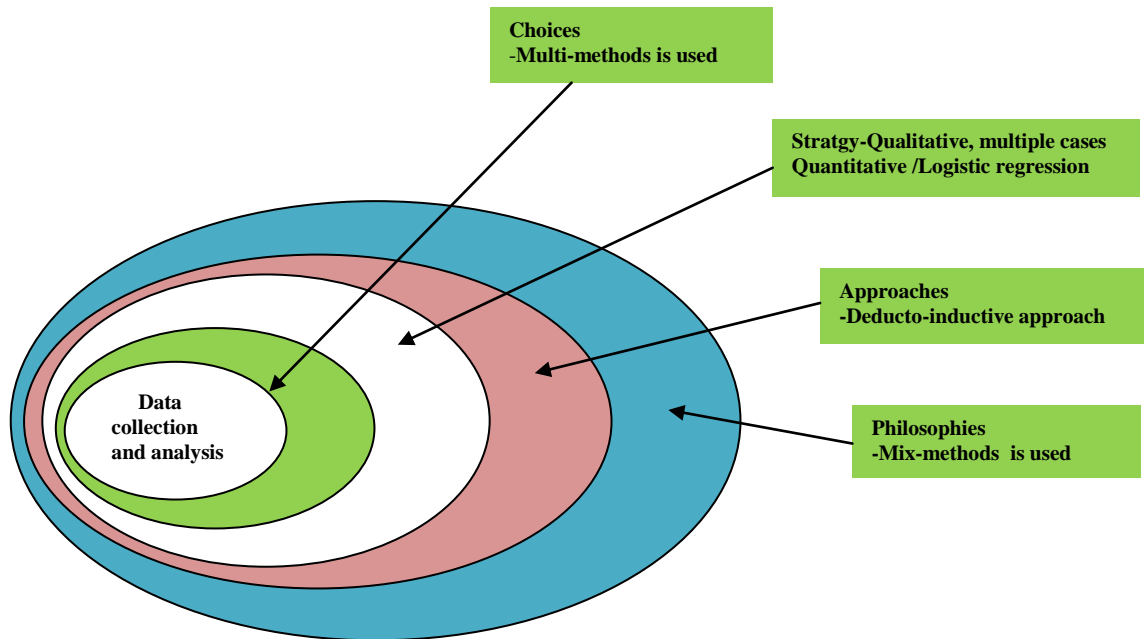 Choices
-Multi-methods is used
Stratgy-Qualitative, multiple cases
Quantitative /Logistic regression
Approaches
-Deducto-inductive approach
Data
collection
and analysis
Philosophies
-Mix-methods is used